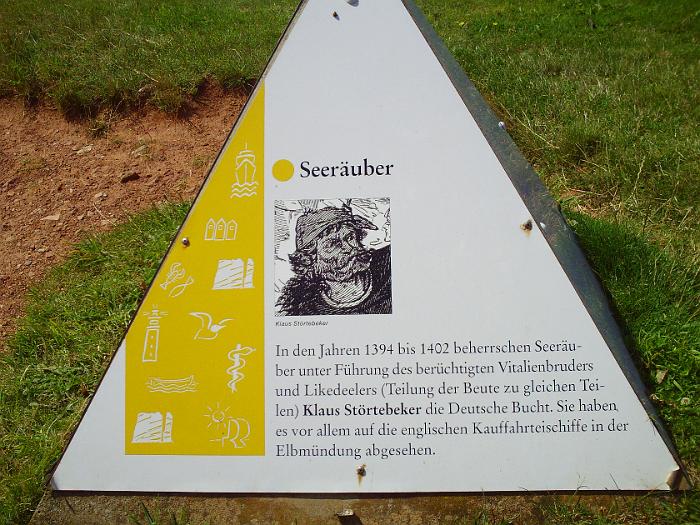 Seeräuber
Klaus Störtebeker
In den Jahren 1394 bis 1402 beherrschen Seeräu-
ber unter Führung des berüchtigten Vitalienbruders
und Likedeelers (Teilung der Beute zu gleichen Tei-
len) Klaus Störtebeker die Deutsche Bucht. Sie haben
es vor allem auf die englischen Kauffahrteischiffe in der
Elbmündung abgesehen.